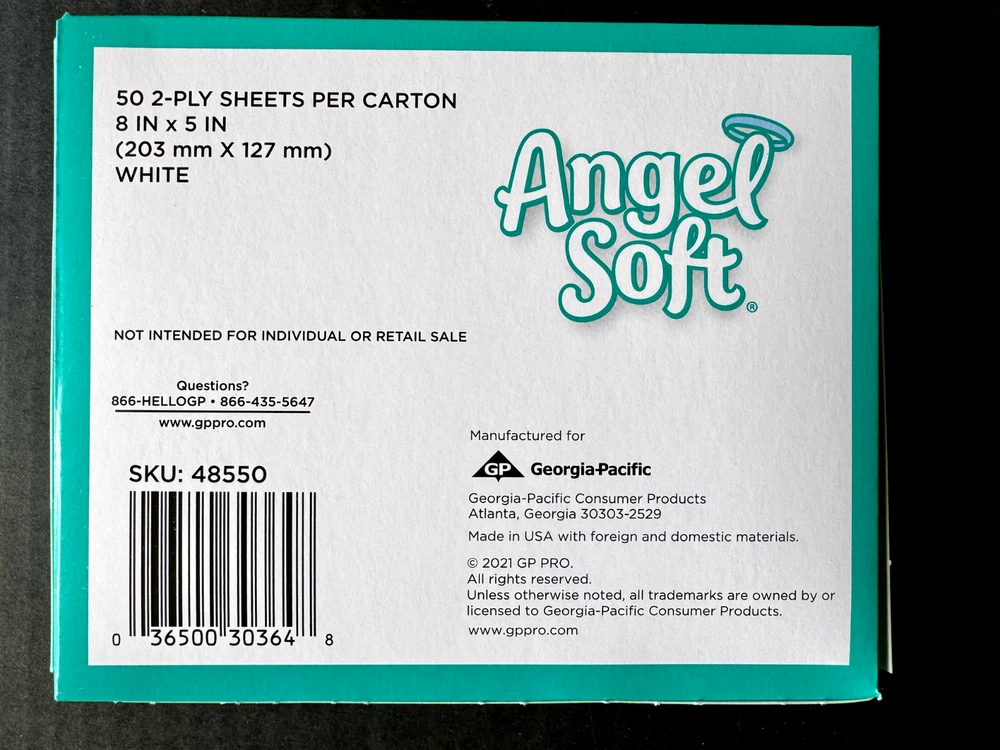 50 2-PLY SHEETS PER CARTON
8 IN x 5 IN
(203 mm X 127 mm)
WHITE
Angel
Soft®
NOT INTENDED FOR INDIVIDUAL OR RETAIL SALE
Questions?
866-HELLOGP • 866-435-5647
www.gppro.com
SKU: 48550
0 36500 30364 8
Manufactured for
GP Georgia-Pacific
Georgia-Pacific Consumer Products
Atlanta, Georgia 30303-2529
Made in USA with foreign and domestic materials.
© 2021 GP PRO.
All rights reserved.
Unless otherwise noted, all trademarks are owned by or
licensed to Georgia-Pacific Consumer Products.
www.gppro.com